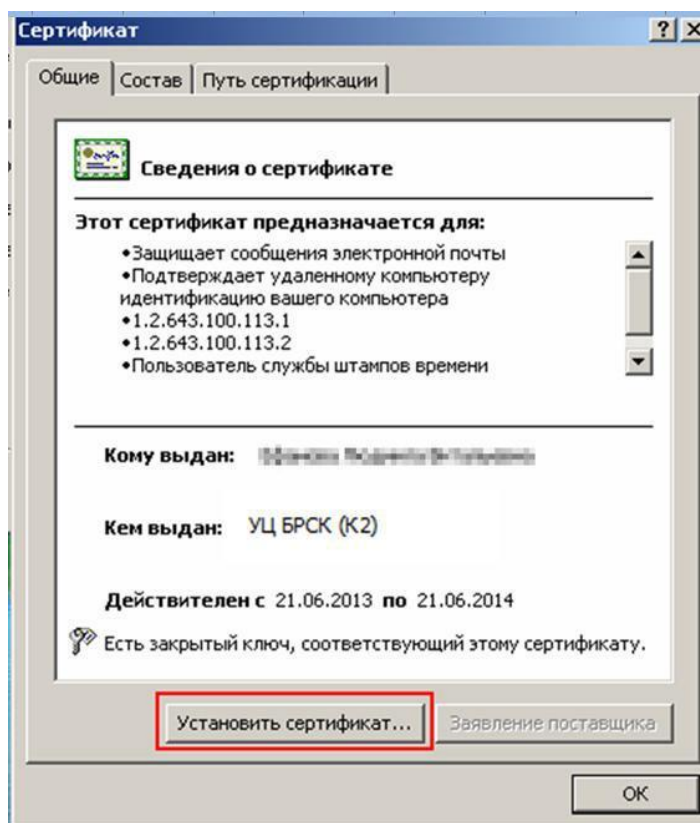 Сертификат
Общие Состав Путь сертификации
Сведения о сертификате
Этот сертификат предназначается для:
•Защищает сообщения электронной почты
•Подтверждает удаленному компьютеру
идентификацию вашего компьютера
•1.2.643.100.113.1
•1.2.643.100.113.2
•Пользователь службы штампов времени
Кому выдан:
Кем выдан: УЦ БРСК (К2)
Действителен с 21.06.2013 по 21.06.2014
Есть закрытый ключ, соответствующий этому сертификату.
Установить сертификат... Заявление поставщика
ОК